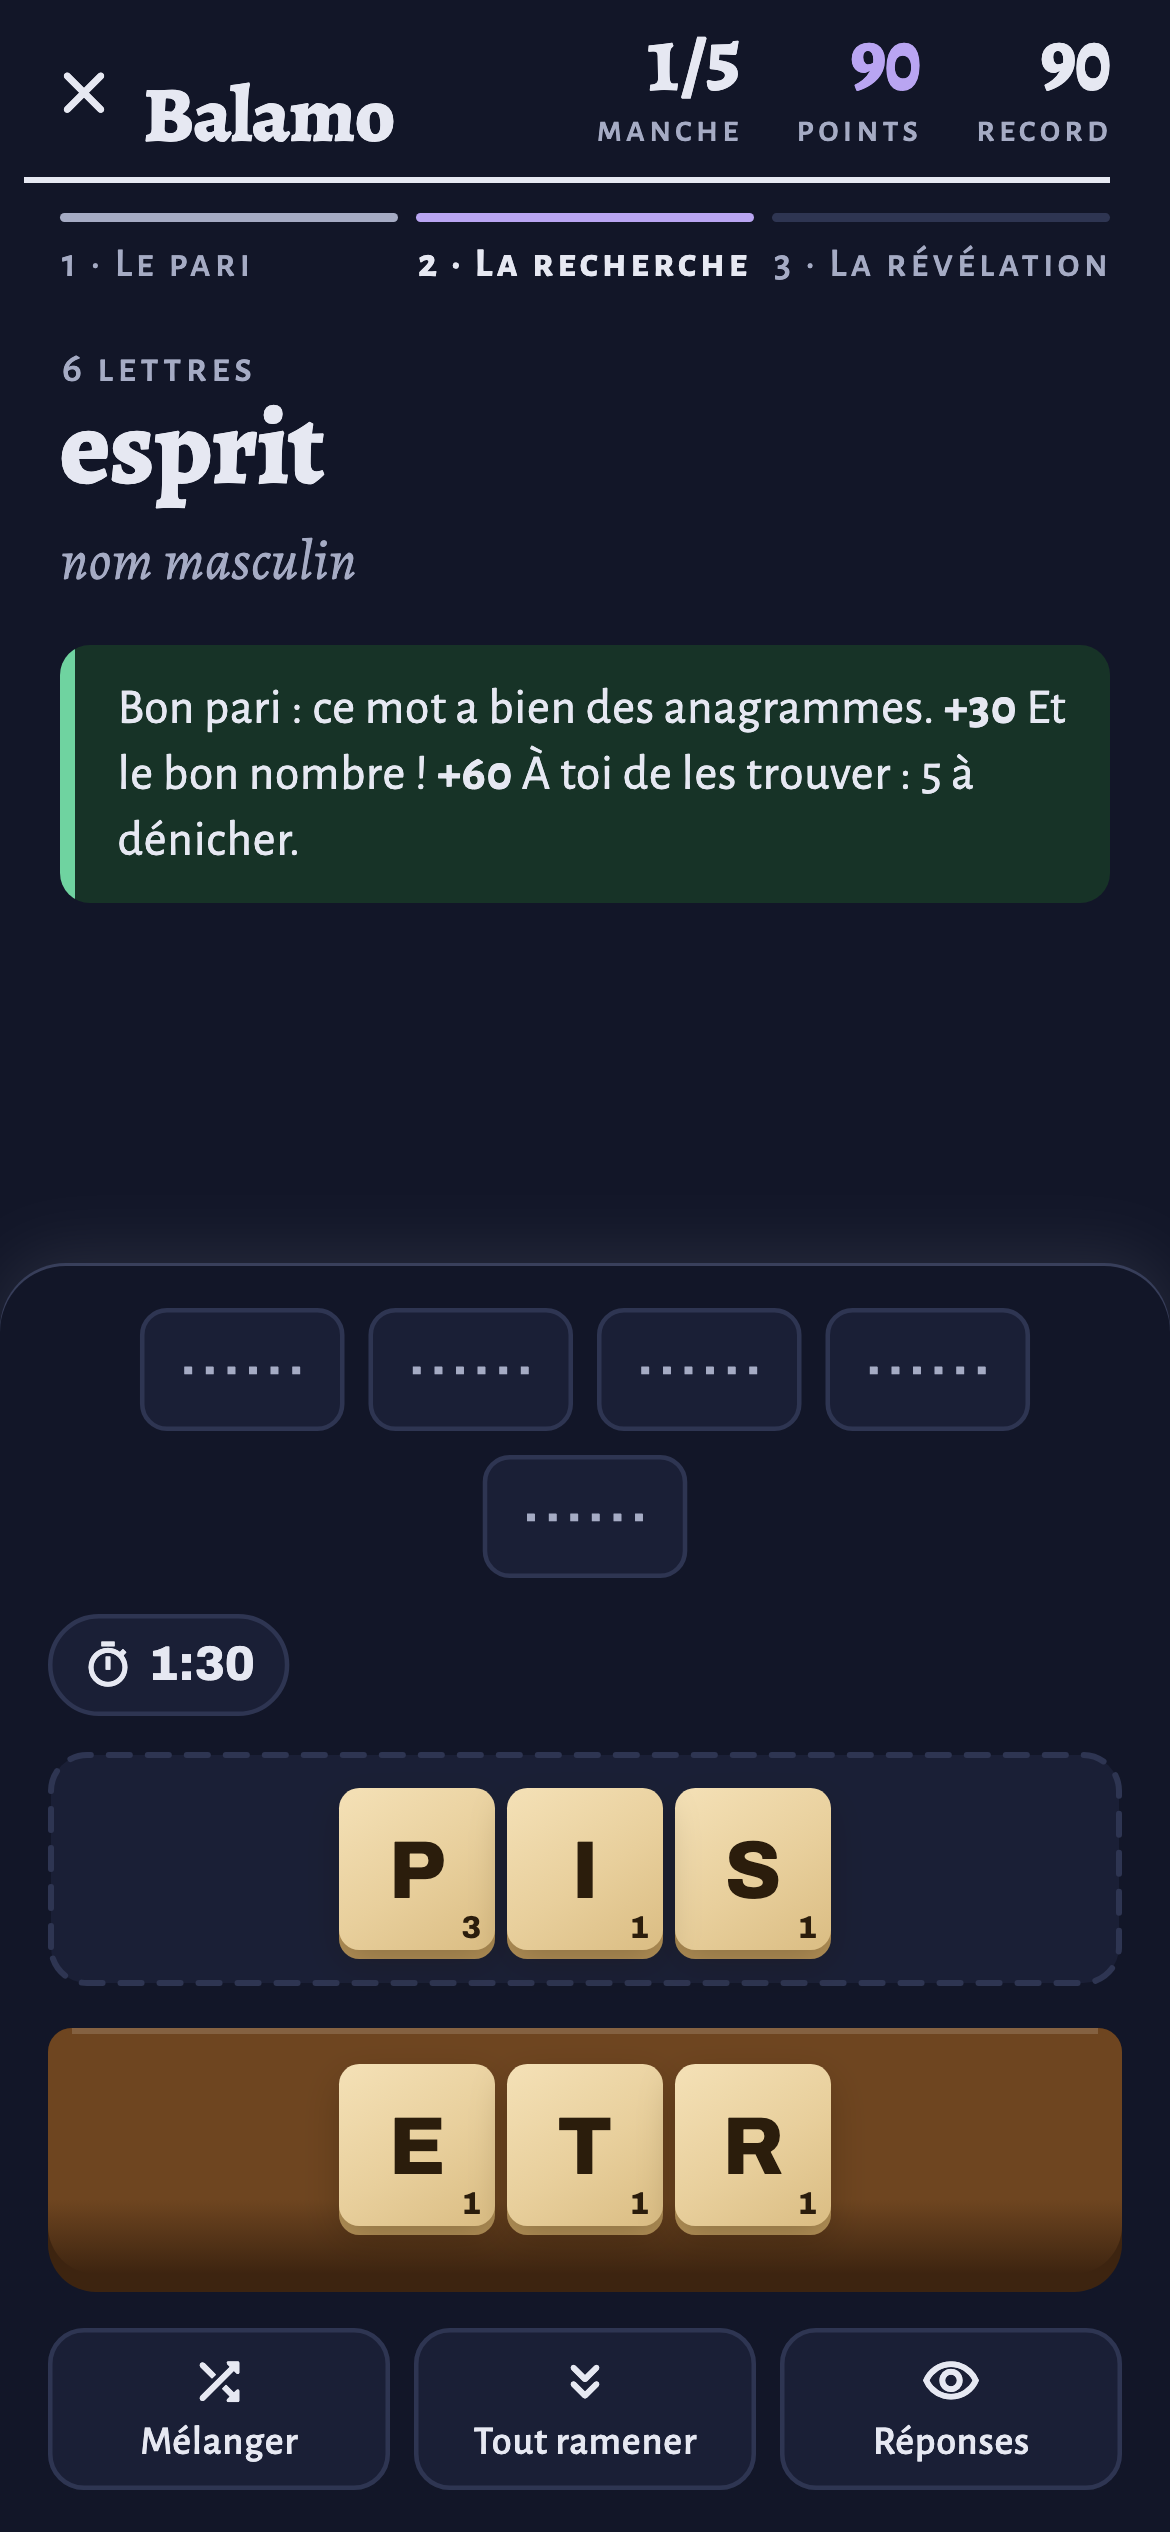 Balamo
1/5 90 90
MANCHE POINTS RECORD
1 · LE PARI 2 · LA RECHERCHE 3 · LA RÉVÉLATION
6 LETTRES
esprit
nom masculin
Bon pari : ce mot a bien des anagrammes. +30 Et
le bon nombre ! +60 À toi de les trouver : 5 à
dénicher.
...... ...... ...... ......
......
1:30
P 3 I 1 S 1
E 1 T 1 R 1
Mélanger Tout ramener Réponses